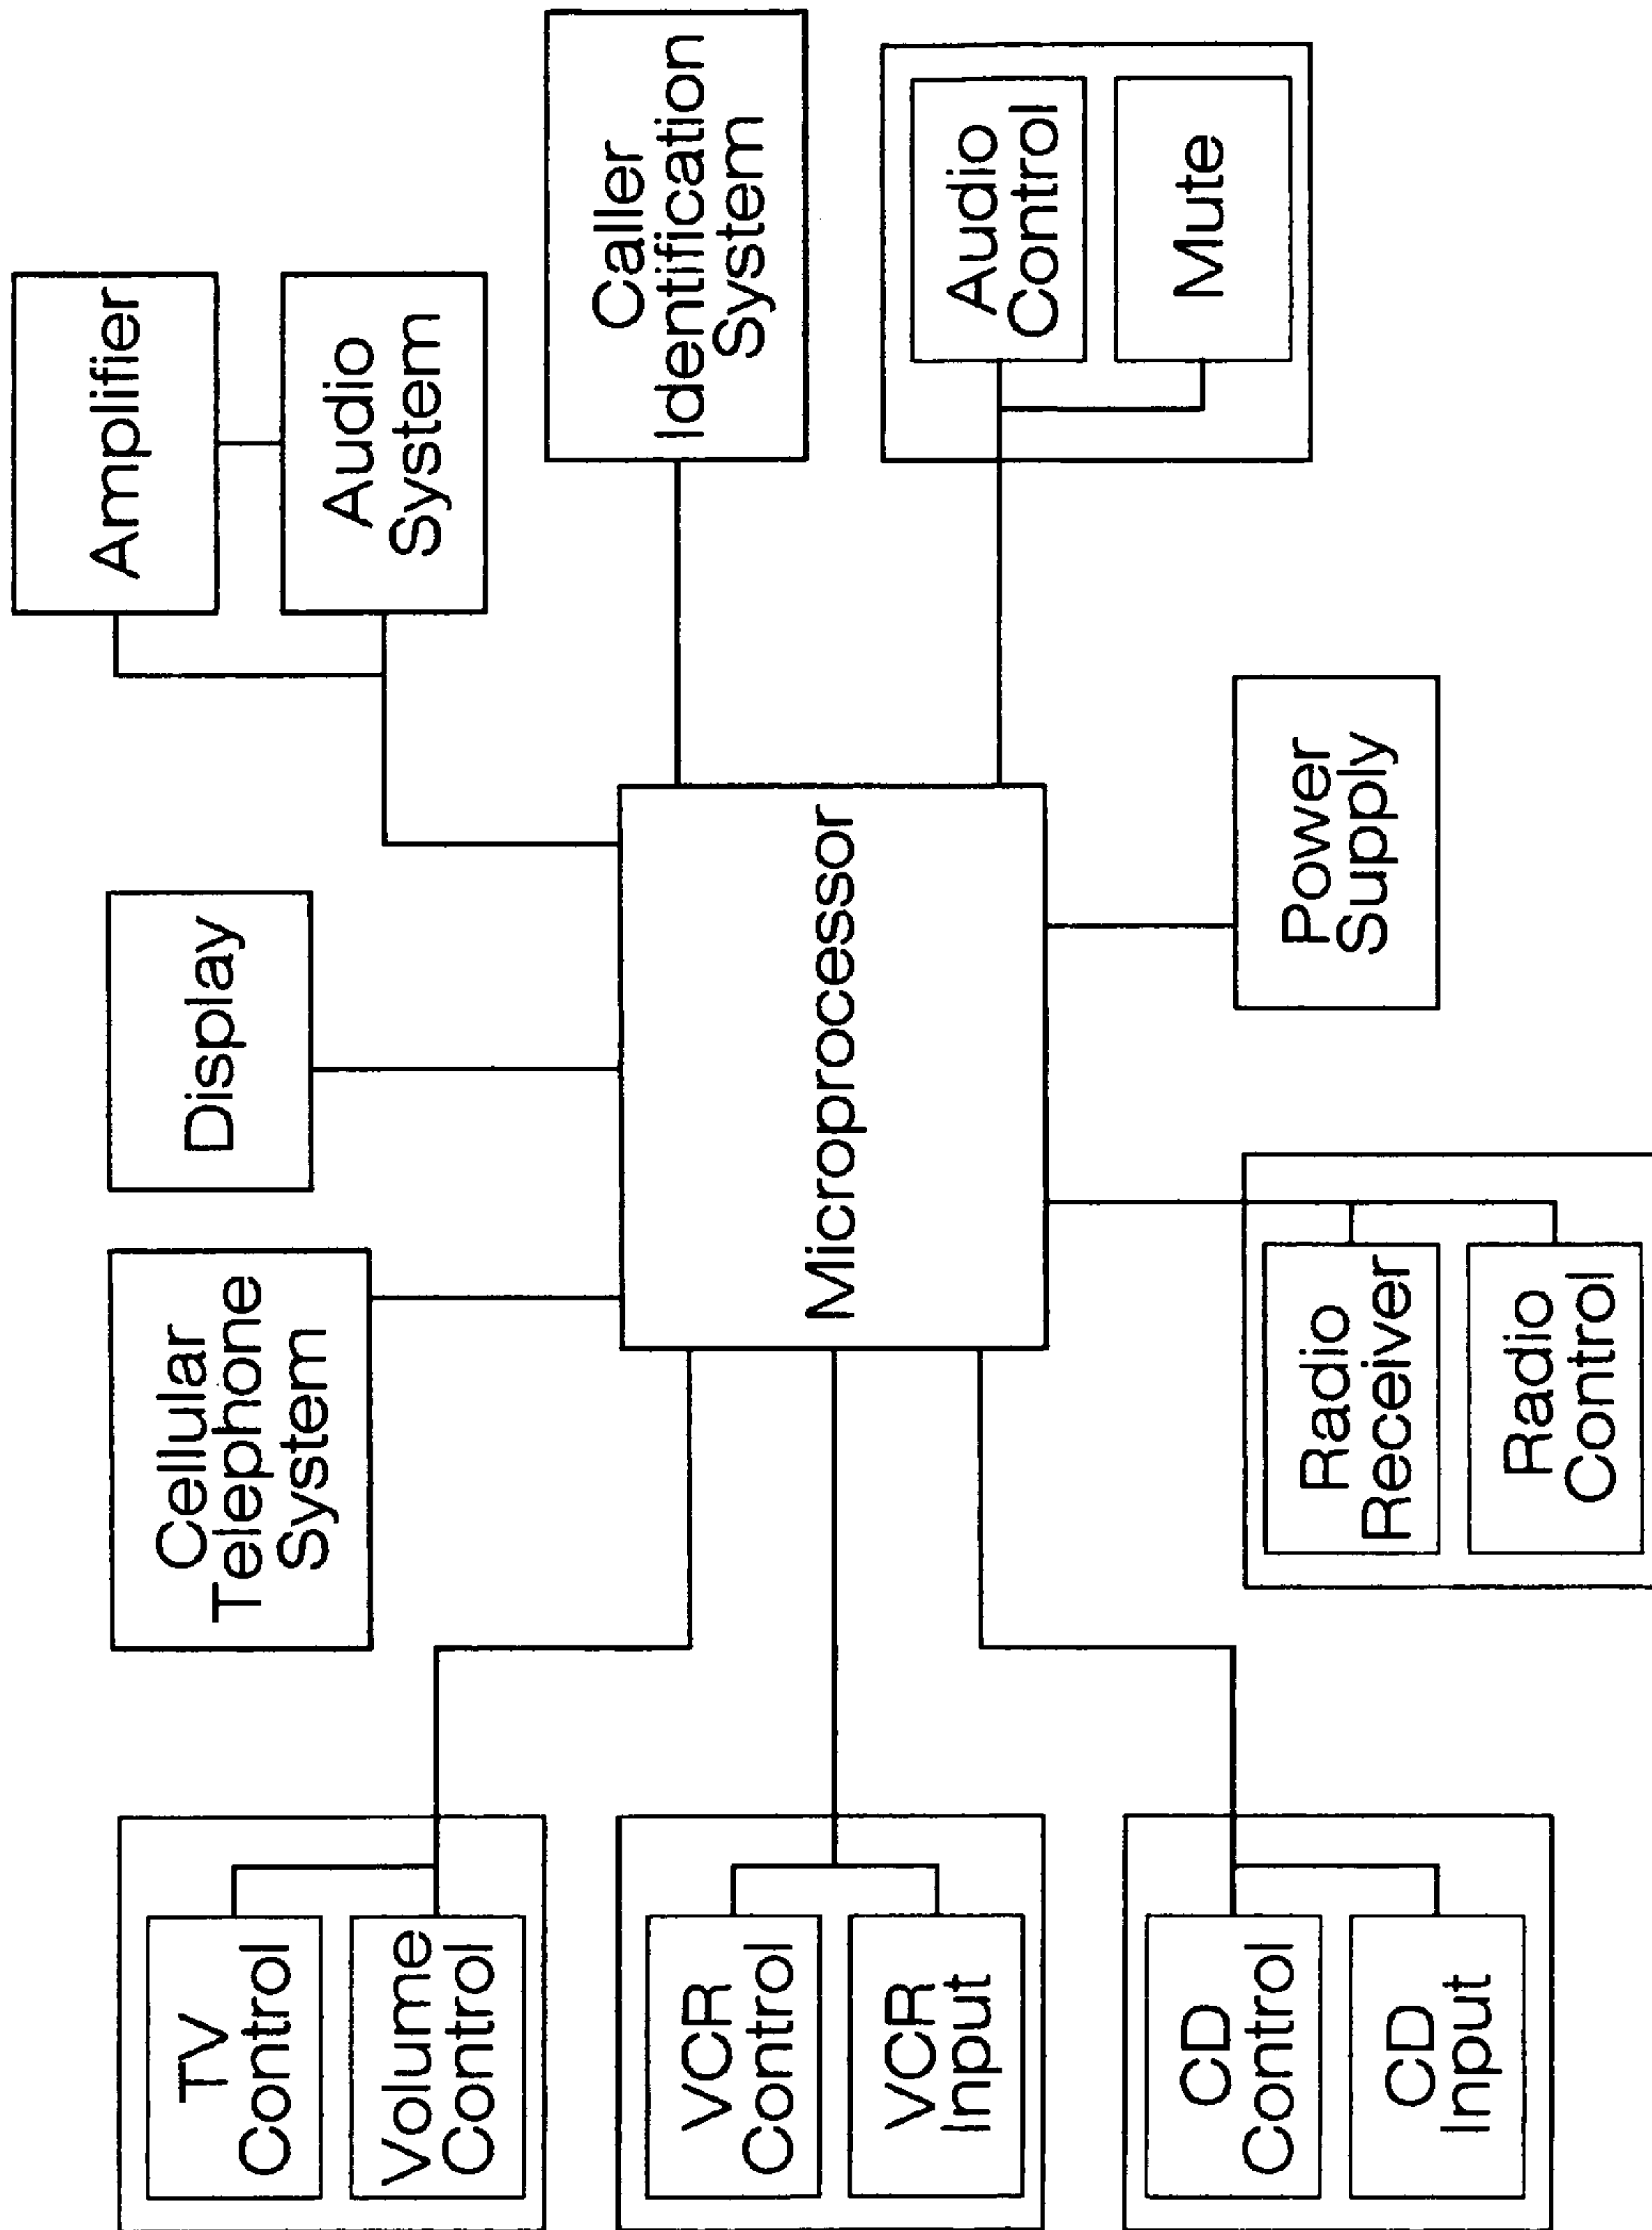 TV
Control
Volume
Control
VCR
Control
VCR
Input
CD
Control
CD
Input
Cellular
Telephone
System
Display
Microprocessor
Radio
Receiver
Radio
Control
Power
Supply
Amplifier
Audio
System
Caller
Identification
System
Audio
Control
Mute